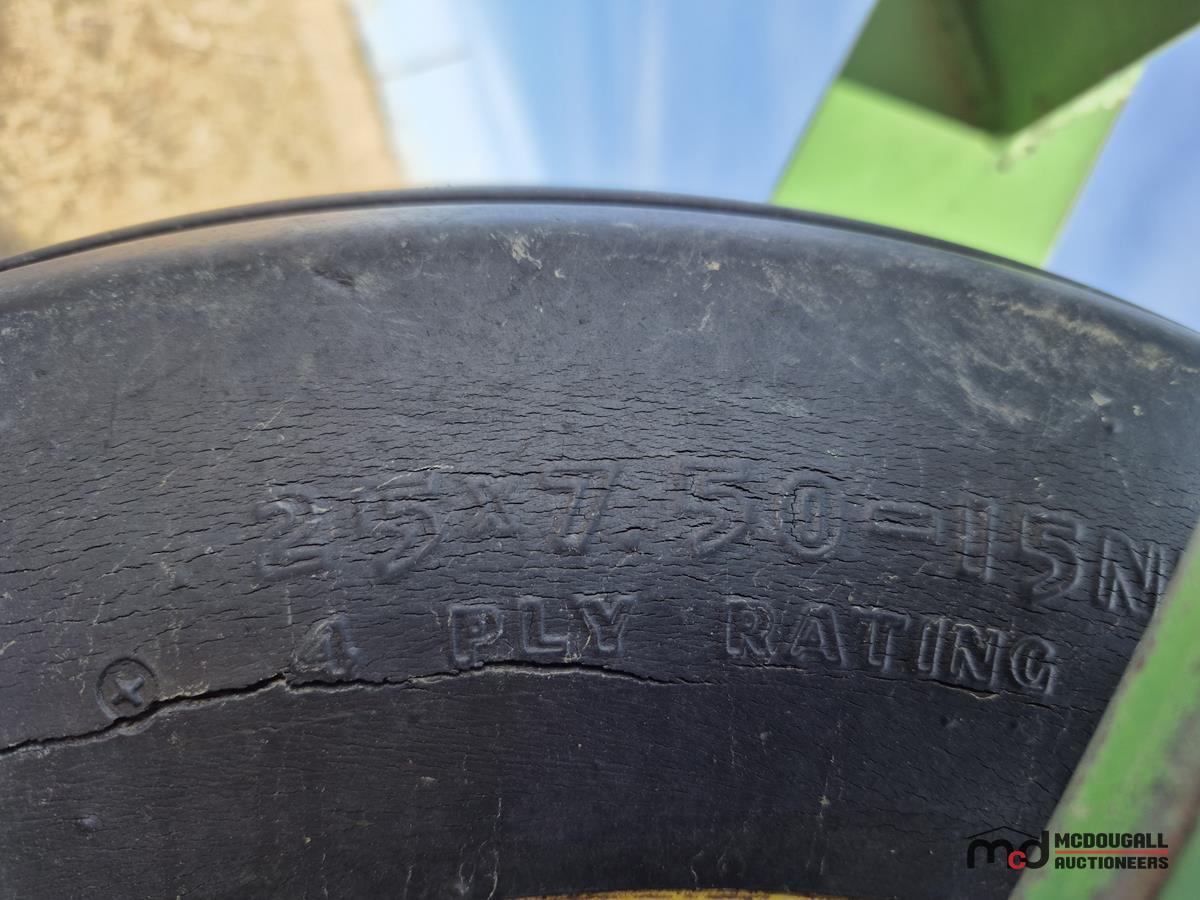 25x7.50-15N
4 PLY RATING
mcd MCDOUGALL
AUCTIONEERS